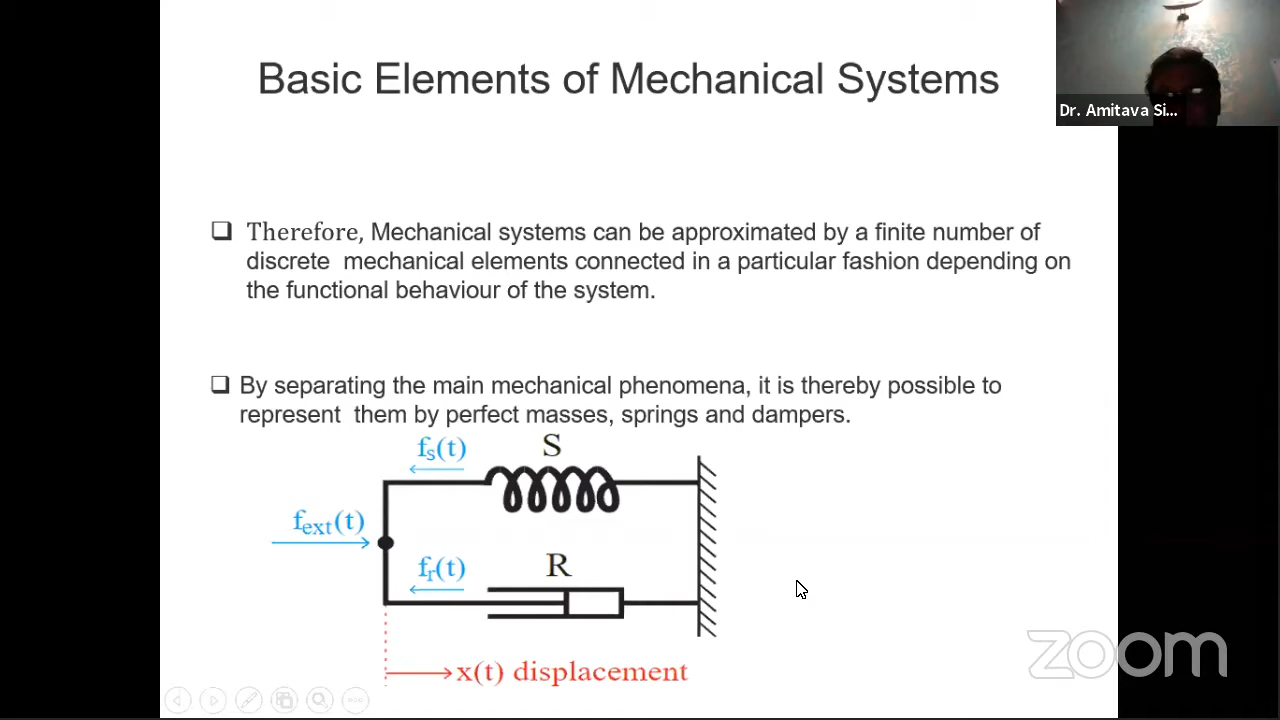 Basic Elements of Mechanical Systems
Dr. Amitava Si...
Therefore, Mechanical systems can be approximated by a finite number of
discrete mechanical elements connected in a particular fashion depending on
the functional behaviour of the system.
By separating the main mechanical phenomena, it is thereby possible to
represent them by perfect masses, springs and dampers.
fs(t)
S
fext(t)
fr(t)
R
x(t) displacement
zoom